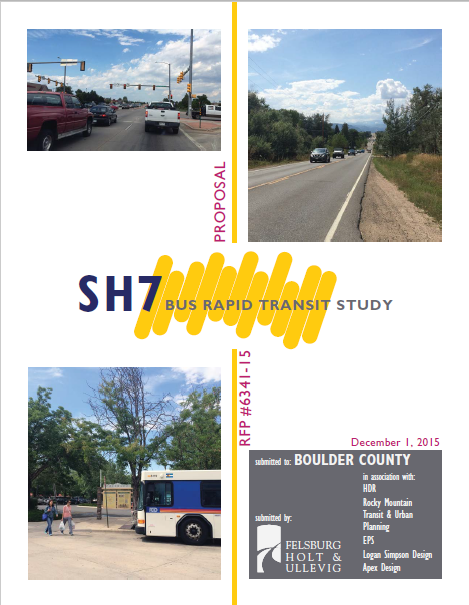 PROPOSAL
SH7 BUS RAPID TRANSIT STUDY
RFP #6341-15
December 1, 2015
submitted to: BOULDER COUNTY
in association with:
HDR
Rocky Mountain
Transit & Urban
Planning
EPS
Logan Simpson Design
Apex Design
submitted by:
FELSBURG
HOLT &
ULLEVIG